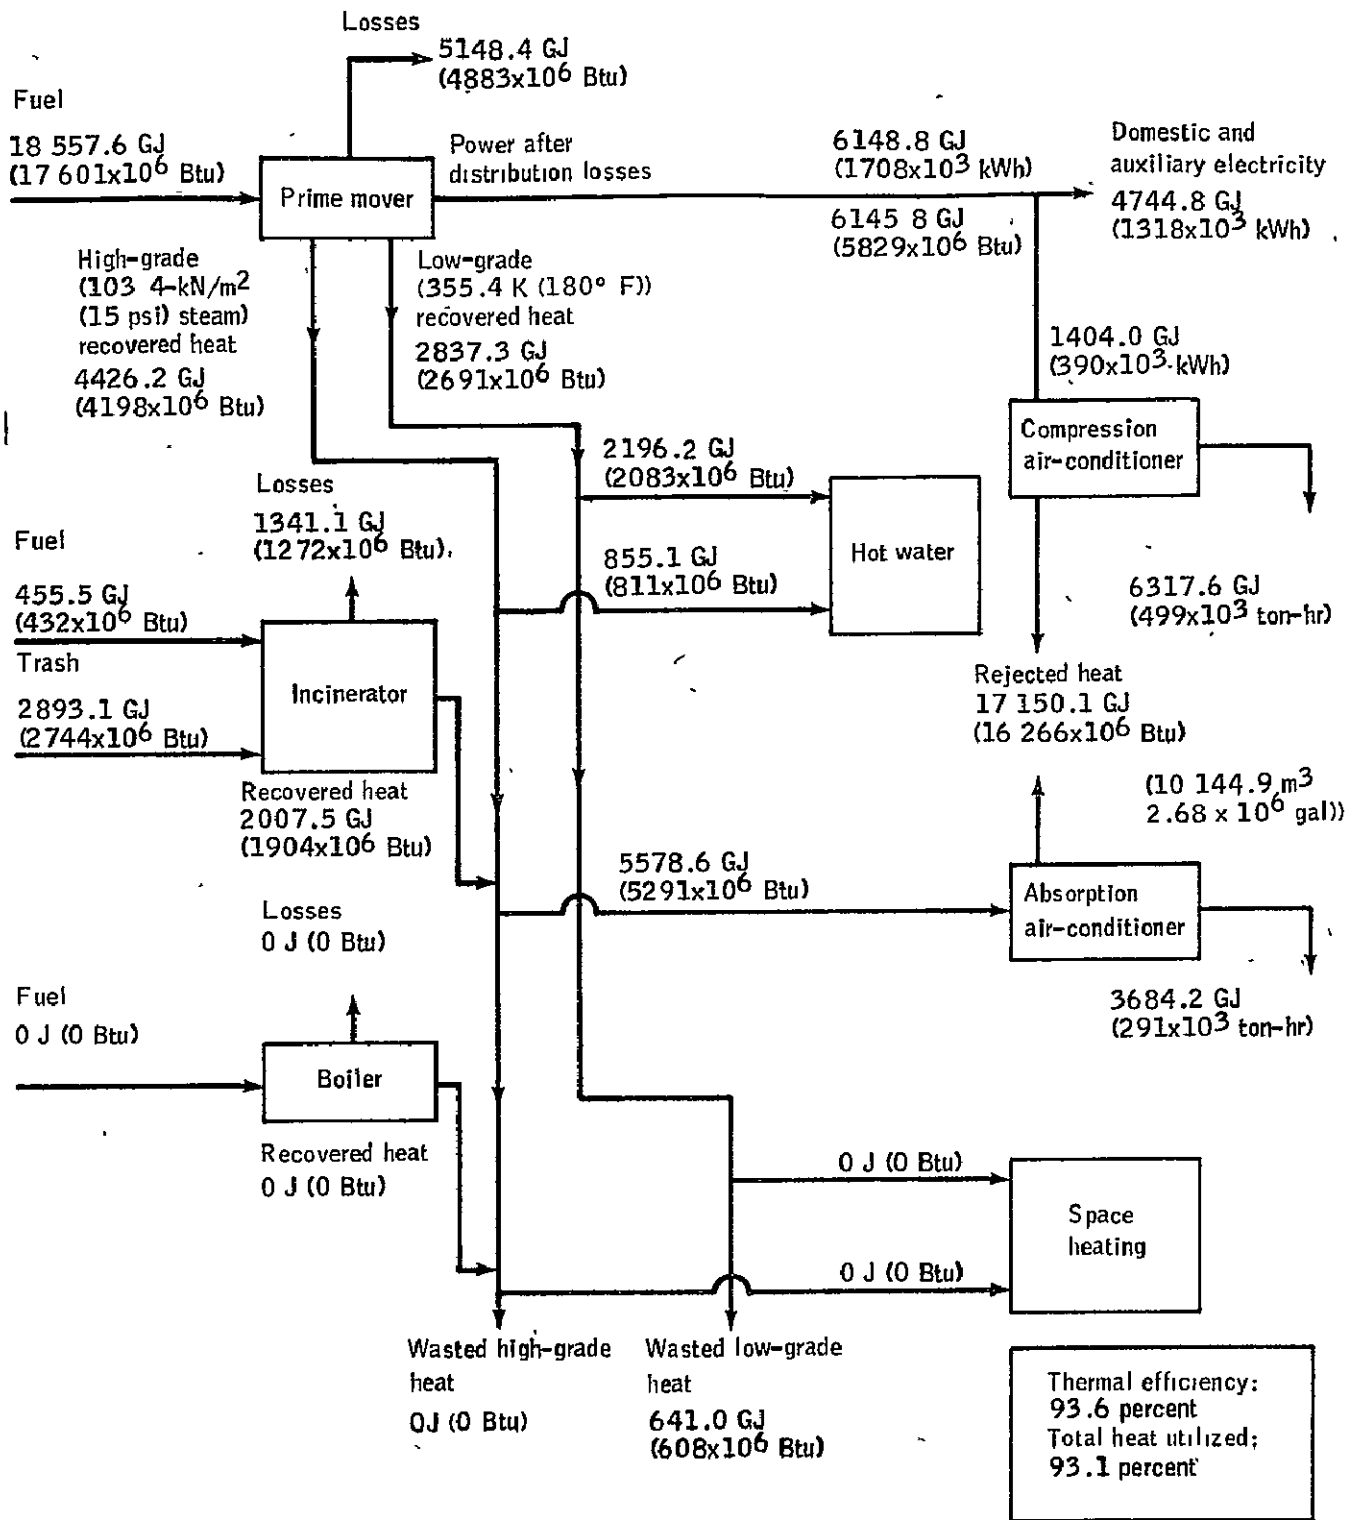 Losses
5148.4 GJ
(4883x10⁶ Btu)
Fuel
18 557.6 GJ
(17 601x10⁶ Btu)
Prime mover
Power after
distribution losses
6148.8 GJ
(1708x10³ kWh)
6145 8 GJ
(5829x10⁶ Btu)
Domestic and
auxiliary electricity
4744.8 GJ
(1318x10³ kWh)
High-grade
(103 4-kN/m²
(15 psi) steam)
recovered heat
4426.2 GJ
(4198x10⁶ Btu)
Low-grade
(355.4 K (180° F))
recovered heat
2837.3 GJ
(2691x10⁶ Btu)
1404.0 GJ
(390x10³ kWh)
Compression
air-conditioner
2196.2 GJ
(2083x10⁶ Btu)
Hot water
855.1 GJ
(811x10⁶ Btu)
6317.6 GJ
(499x10³ ton-hr)
Losses
1341.1 GJ
(1272x10⁶ Btu)
Fuel
455.5 GJ
(432x10⁶ Btu)
Trash
2893.1 GJ
(2744x10⁶ Btu)
Incinerator
Recovered heat
2007.5 GJ
(1904x10⁶ Btu)
Rejected heat
17 150.1 GJ
(16 266x10⁶ Btu)
(10 144.9 m³
2.68 x 10⁶ gal))
5578.6 GJ
(5291x10⁶ Btu)
Absorption
air-conditioner
3684.2 GJ
(291x10³ ton-hr)
Losses
0 J (0 Btu)
Fuel
0 J (0 Btu)
Boiler
Recovered heat
0 J (0 Btu)
0 J (0 Btu)
Space
heating
0 J (0 Btu)
Wasted high-grade
heat
0J (0 Btu)
Wasted low-grade
heat
641.0 GJ
(608x10⁶ Btu)
Thermal efficiency:
93.6 percent
Total heat utilized:
93.1 percent